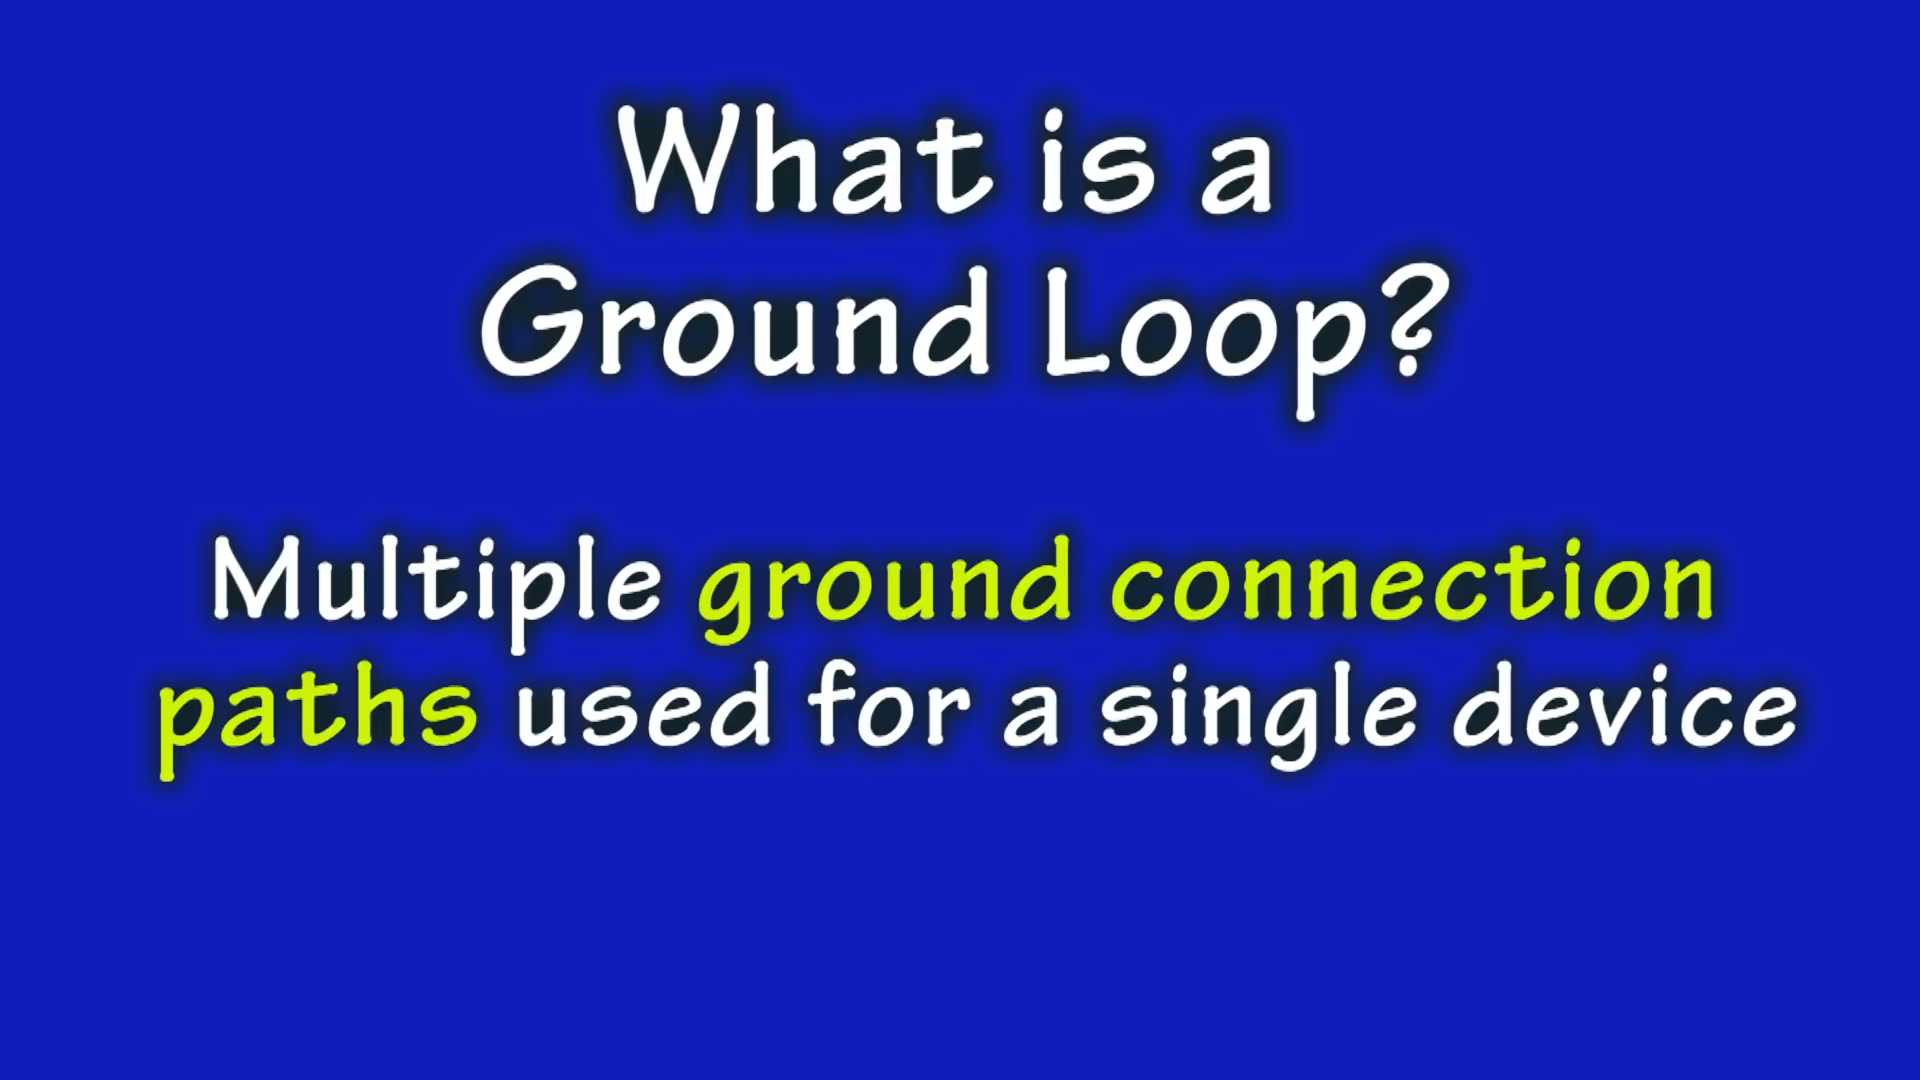 What is a
Ground Loop?
Multiple ground connection
paths used for a single device